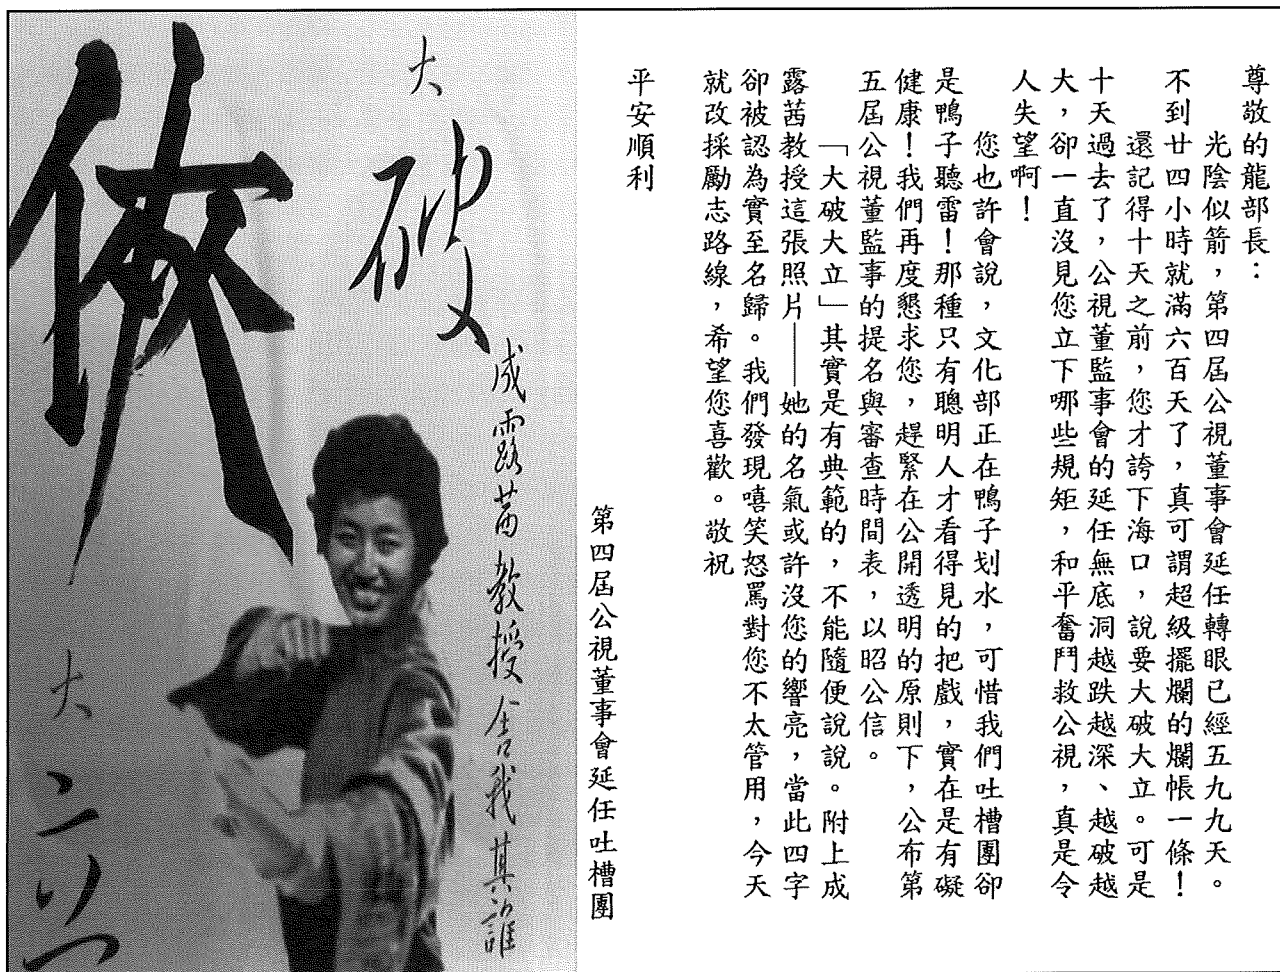 尊敬的龍部長：
光陰似箭，第四屆公視董事會延任轉眼已經五九九天。
不到廿四小時就滿六百天了，真可謂超級擺爛的爛帳一條！
還記得十天之前，您才誇下海口，說要大破大立。可是
十天過去了，公視董監事會的延任無底洞越跌越深、越破越
大，卻一直沒見您立下哪些規矩，和平奮鬥救公視，真是令
人失望啊！
您也許會說，文化部正在鴨子划水，可惜我們吐槽團卻
是鴨子聽雷！那種只有聰明人才看得見的把戲，實在是有礙
健康！我們再度懇求您，趕緊在公開透明的原則下，公布第
五屆公視董監事的提名與審查時間表，以昭公信。
「大破大立」其實是有典範的，不能隨便說說。附上成
露茜教授這張照片——她的名氣或許沒您的響亮，當此四字
卻被認為實至名歸。我們發現嘻笑怒罵對您不太管用，今天
就改採勵志路線，希望您喜歡。敬祝
平安順利
第四屆公視董事會延任吐槽團
成露茜教授舍我其誰
大破
俠
大立